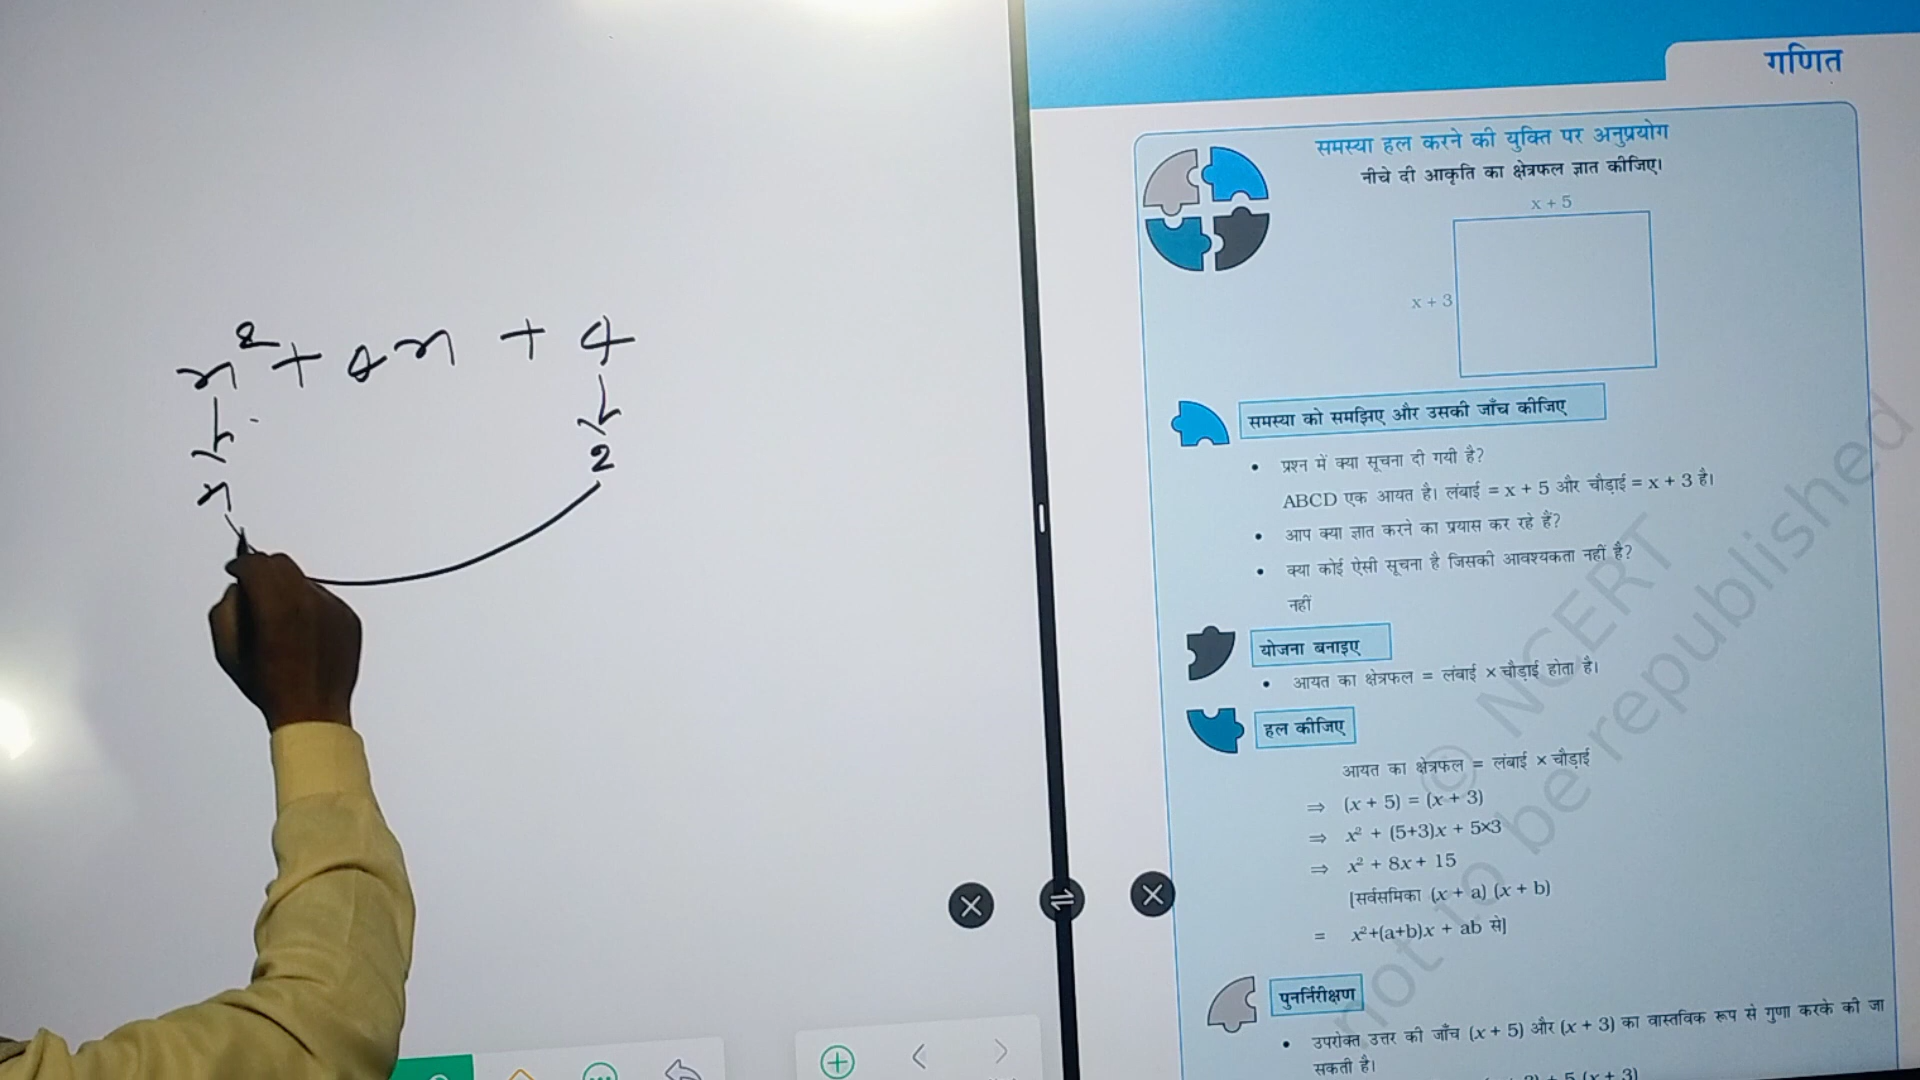 x² + 4x + 4
x 2
गणित
समस्या हल करने की युक्ति पर अनुप्रयोग
नीचे दी आकृति का क्षेत्रफल ज्ञात कीजिए।
x + 5
x + 3
समस्या को समझिए और उसकी जाँच कीजिए
• प्रश्न में क्या सूचना दी गयी है?
ABCD एक आयत है। लंबाई = x + 5 और चौड़ाई = x + 3 है।
• आप क्या ज्ञात करने का प्रयास कर रहे हैं?
• क्या कोई ऐसी सूचना है जिसकी आवश्यकता नहीं है?
नहीं
योजना बनाइए
• आयत का क्षेत्रफल = लंबाई × चौड़ाई होता है।
हल कीजिए
आयत का क्षेत्रफल = लंबाई × चौड़ाई
⇒ (x + 5) = (x + 3)
⇒ x² + (5+3)x + 5×3
⇒ x² + 8x + 15
[सर्वसमिका (x + a) (x + b)
= x²+(a+b)x + ab से]
पुनर्निरीक्षण
• उपरोक्त उत्तर की जाँच (x + 5) और (x + 3) का वास्तविक रूप से गुणा करके की जा
सकती है।
+ 5 (x + 3)
© NCERT
not to be republished